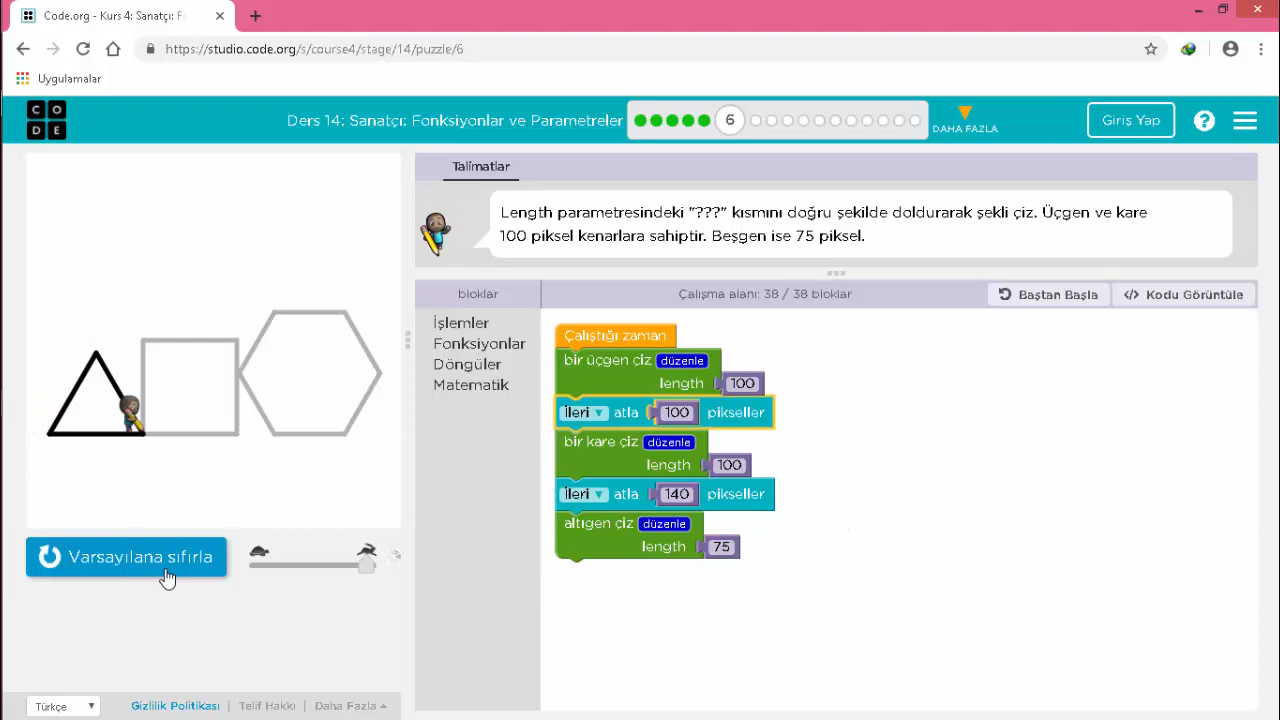 Code.org - Kurs 4: Sanatçı: F
https://studio.code.org/s/course4/stage/14/puzzle/6
Uygulamalar
C O
D E
Ders 14: Sanatçı: Fonksiyonlar ve Parametreler
6
DAHA FAZLA
Giriş Yap
?
Talimatlar
Length parametresindeki "???" kısmını doğru şekilde doldurarak şekli çiz. Üçgen ve kare
100 piksel kenarlara sahiptir. Beşgen ise 75 piksel.
bloklar
Çalışma alanı: 38 / 38 bloklar
Baştan Başla
</> Kodu Görüntüle
İşlemler
Fonksiyonlar
Döngüler
Matematik
Çalıştığı zaman
bir üçgen çiz düzenle
length 100
İleri atla 100 pikseller
bir kare çiz düzenle
length 100
İleri atla 140 pikseller
altıgen çiz düzenle
length 75
Varsayılana sıfırla
Türkçe
Gizlilik Politikası | Telif Hakkı | Daha Fazla